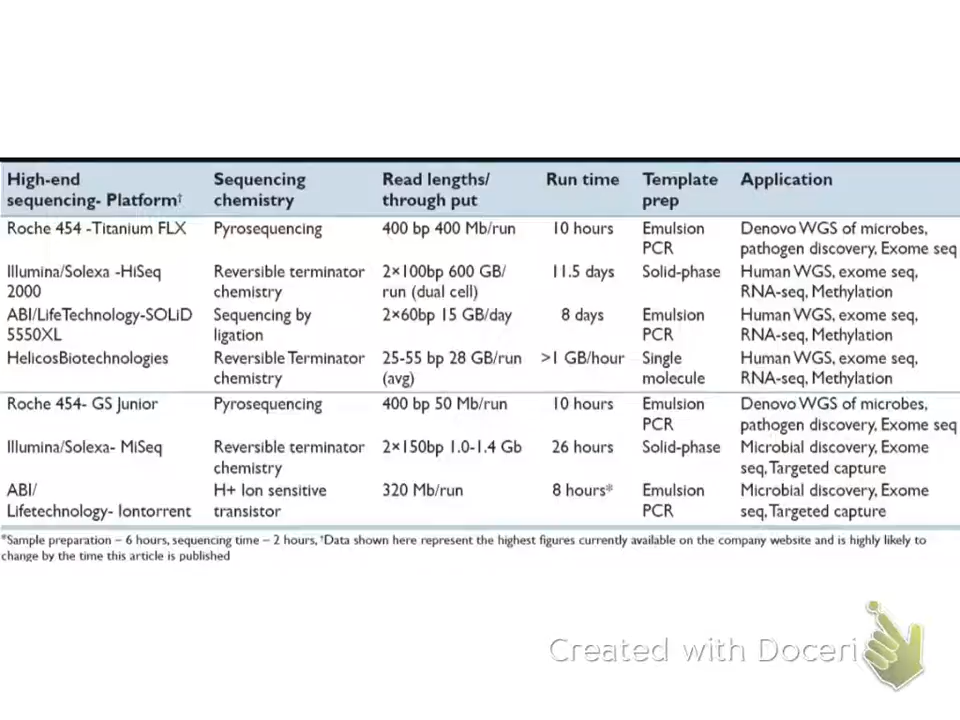 High-end Sequencing Read lengths/ Run time Template Application
sequencing- Platform† chemistry through put prep
Roche 454 -Titanium FLX Pyrosequencing 400 bp 400 Mb/run 10 hours Emulsion Denovo WGS of microbes,
PCR pathogen discovery, Exome seq
Illumina/Solexa -HiSeq Reversible terminator 2×100bp 600 GB/ 11.5 days Solid-phase Human WGS, exome seq,
2000 chemistry run (dual cell) RNA-seq, Methylation
ABI/LifeTechnology-SOLiD Sequencing by 2×60bp 15 GB/day 8 days Emulsion Human WGS, exome seq,
5550XL ligation PCR RNA-seq, Methylation
HelicosBiotechnologies Reversible Terminator 25-55 bp 28 GB/run >1 GB/hour Single Human WGS, exome seq,
chemistry (avg) molecule RNA-seq, Methylation
Roche 454- GS Junior Pyrosequencing 400 bp 50 Mb/run 10 hours Emulsion Denovo WGS of microbes,
PCR pathogen discovery, Exome seq
Illumina/Solexa- MiSeq Reversible terminator 2×150bp 1.0-1.4 Gb 26 hours Solid-phase Microbial discovery, Exome
chemistry seq, Targeted capture
ABI/ H+ Ion sensitive 320 Mb/run 8 hours* Emulsion Microbial discovery, Exome
Lifetechnology- Iontorrent transistor PCR seq, Targeted capture
*Sample preparation – 6 hours, sequencing time – 2 hours, †Data shown here represent the highest figures currently available on the company website and is highly likely to
change by the time this article is published
Created with Doceri